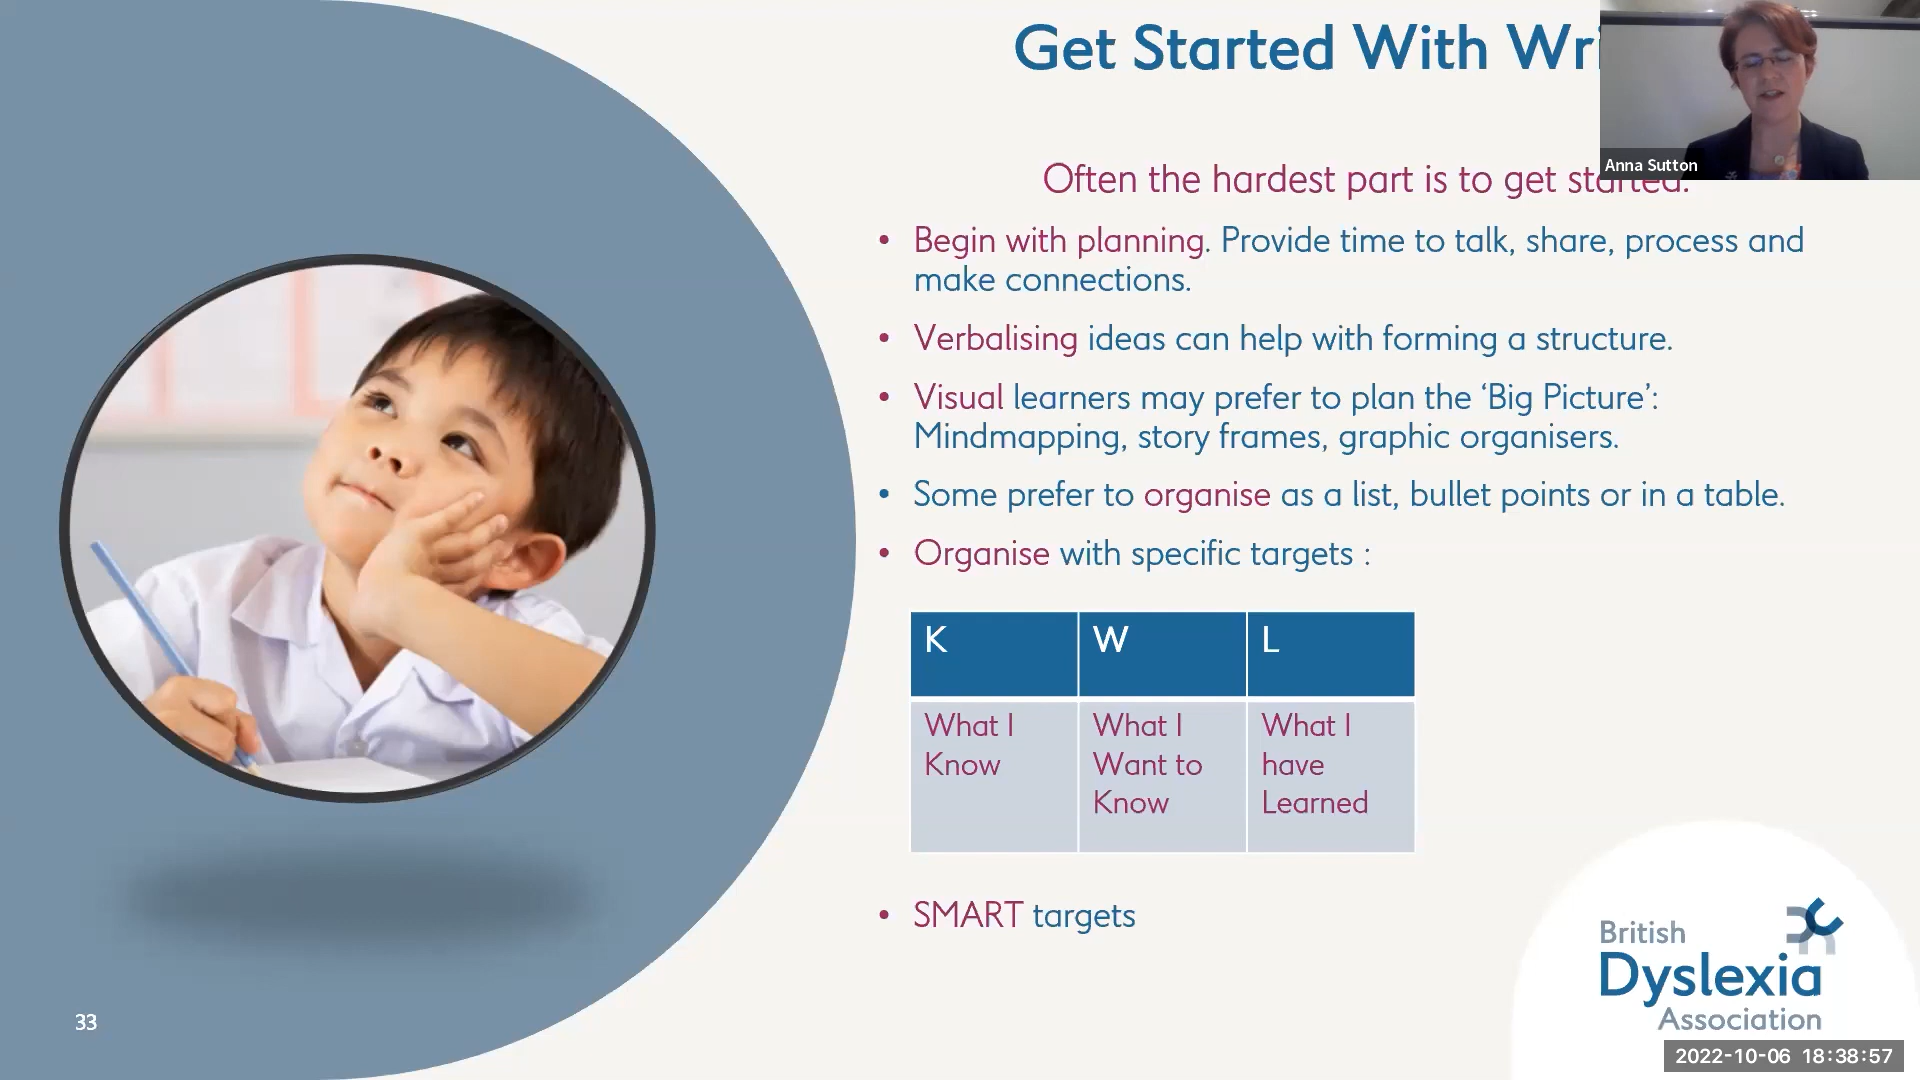 Get Started With Wri
Anna Sutton
Often the hardest part is to get started.
• Begin with planning. Provide time to talk, share, process and
make connections.
• Verbalising ideas can help with forming a structure.
• Visual learners may prefer to plan the ‘Big Picture’:
Mindmapping, story frames, graphic organisers.
• Some prefer to organise as a list, bullet points or in a table.
• Organise with specific targets :
K W L
What I What I What I
Know Want to have
Know Learned
• SMART targets
British
Dyslexia
Association
33
2022-10-06 18:38:57